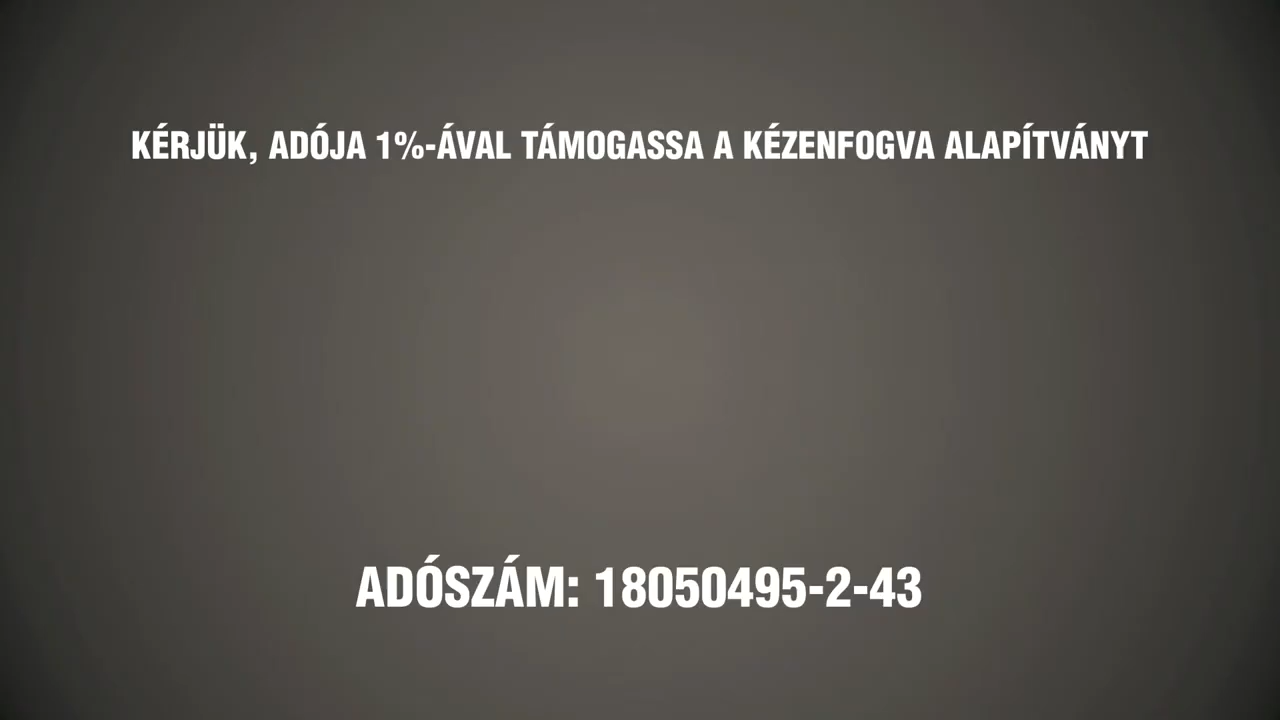 KÉRJÜK, ADÓJA 1%-ÁVAL TÁMOGASSA A KÉZENFOGVA ALAPÍTVÁNYT
ADÓSZÁM: 18050495-2-43